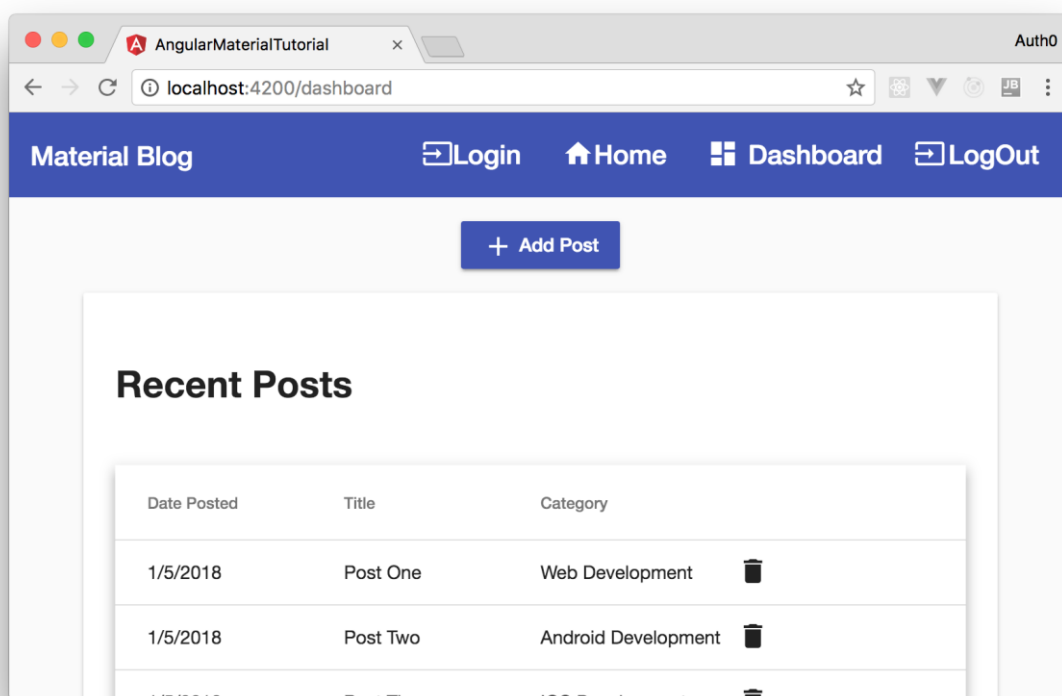 AngularMaterialTutorial
Auth0
localhost:4200/dashboard
JB
Material Blog Login Home Dashboard LogOut
Add Post
Recent Posts
Date Posted Title Category
1/5/2018 Post One Web Development
1/5/2018 Post Two Android Development